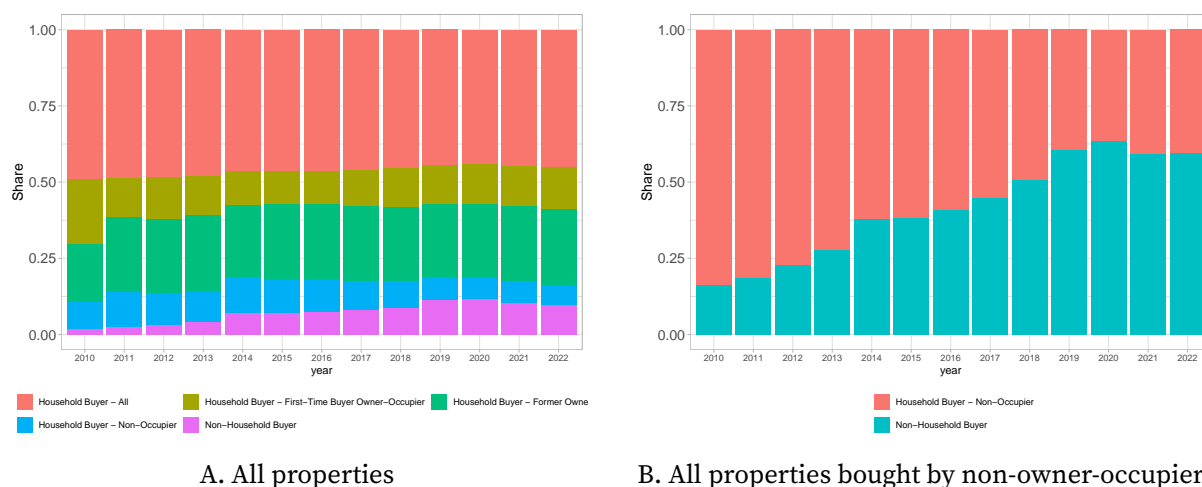 1.00
0.75
0.50
0.25
0.00
Share
2010 2011 2012 2013 2014 2015 2016 2017 2018 2019 2020 2021 2022
year
Household Buyer − All
Household Buyer − First−Time Buyer Owner−Occupier
Household Buyer − Former Owne
Household Buyer − Non−Occupier
Non−Household Buyer
A. All properties
1.00
0.75
0.50
0.25
0.00
Share
2010 2011 2012 2013 2014 2015 2016 2017 2018 2019 2020 2021 2022
year
Household Buyer − Non−Occupier
Non−Household Buyer
B. All properties bought by non-owner-occupier